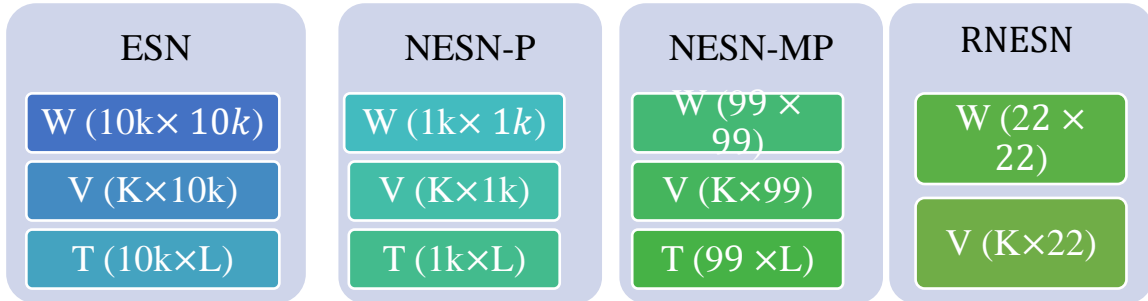 ESN
W (10k× 10k)
V (K×10k)
T (10k×L)
NESN-P
W (1k× 1k)
V (K×1k)
T (1k×L)
NESN-MP
W (99 ×
99)
V (K×99)
T (99 ×L)
RNESN
W (22 ×
22)
V (K×22)